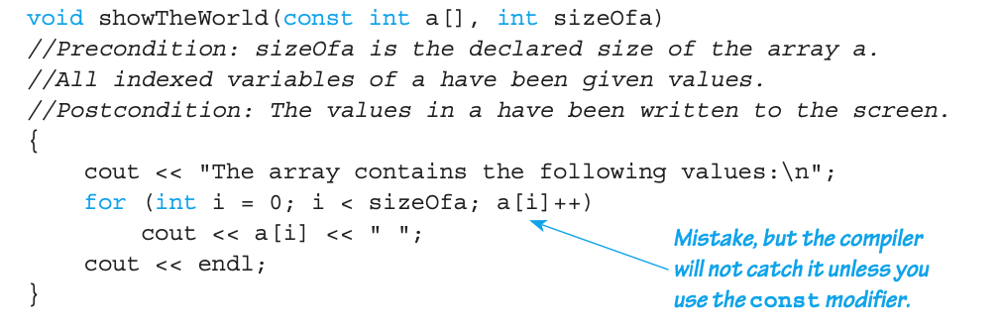 void showTheWorld(const int a[], int sizeOfa)
//Precondition: sizeOfa is the declared size of the array a.
//All indexed variables of a have been given values.
//Postcondition: The values in a have been written to the screen.
{
    cout << "The array contains the following values:\n";
    for (int i = 0; i < sizeOfa; a[i]++)
        cout << a[i] << " ";
    cout << endl;
}
Mistake, but the compiler
will not catch it unless you
use the const modifier.